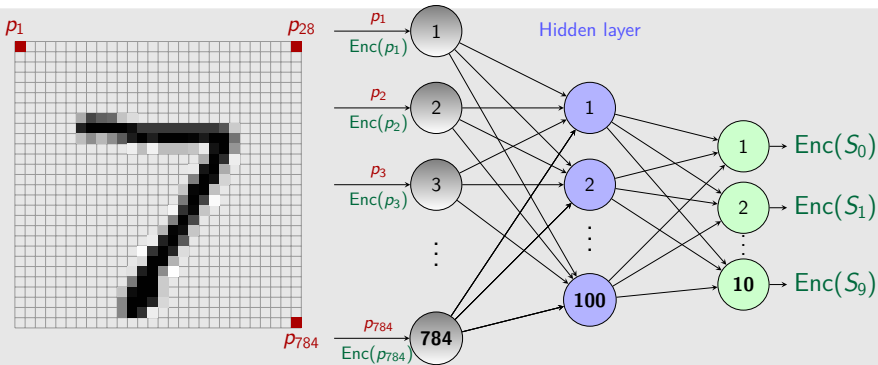 p₁
p₂₈
p₇₈₄
p₁
Enc(p₁)
p₂
Enc(p₂)
p₃
Enc(p₃)
⋮
p₇₈₄
Enc(p₇₈₄)
1
2
3
784
Hidden layer
1
2
⋮
100
1
2
⋮
10
Enc(S₀)
Enc(S₁)
Enc(S₉)